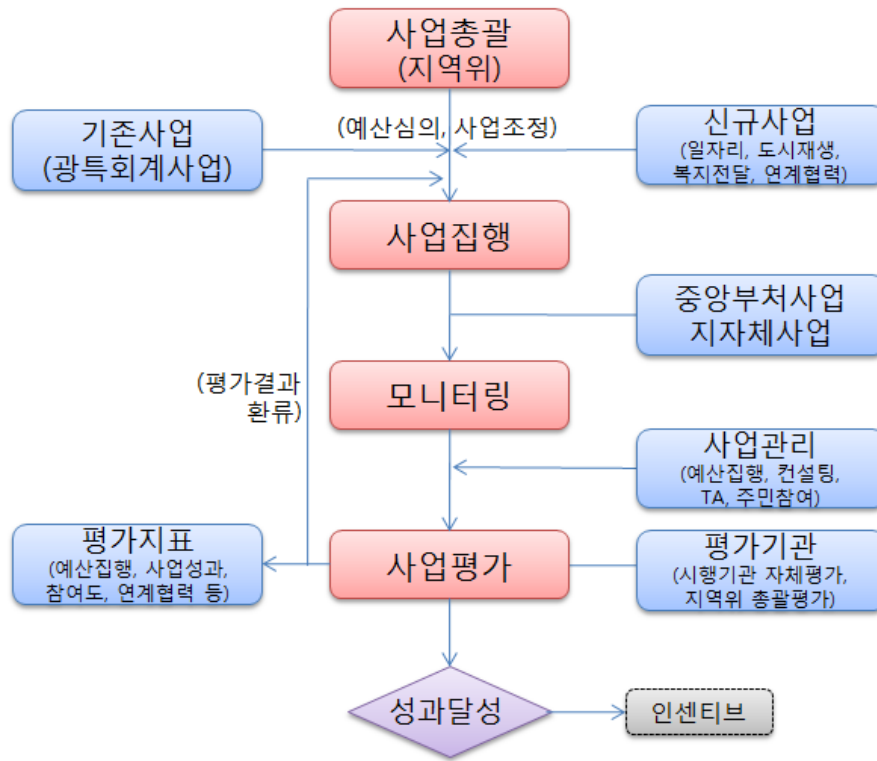 사업총괄
(지역위)
기존사업
(광특회계사업)
(예산심의, 사업조정)
신규사업
(일자리, 도시재생,
복지전달, 연계협력)
사업집행
중앙부처사업
지자체사업
(평가결과
환류)
모니터링
사업관리
(예산집행, 컨설팅,
TA, 주민참여)
평가지표
(예산집행, 사업성과,
참여도, 연계협력 등)
사업평가
평가기관
(시행기관 자체평가,
지역위 총괄평가)
성과달성
인센티브